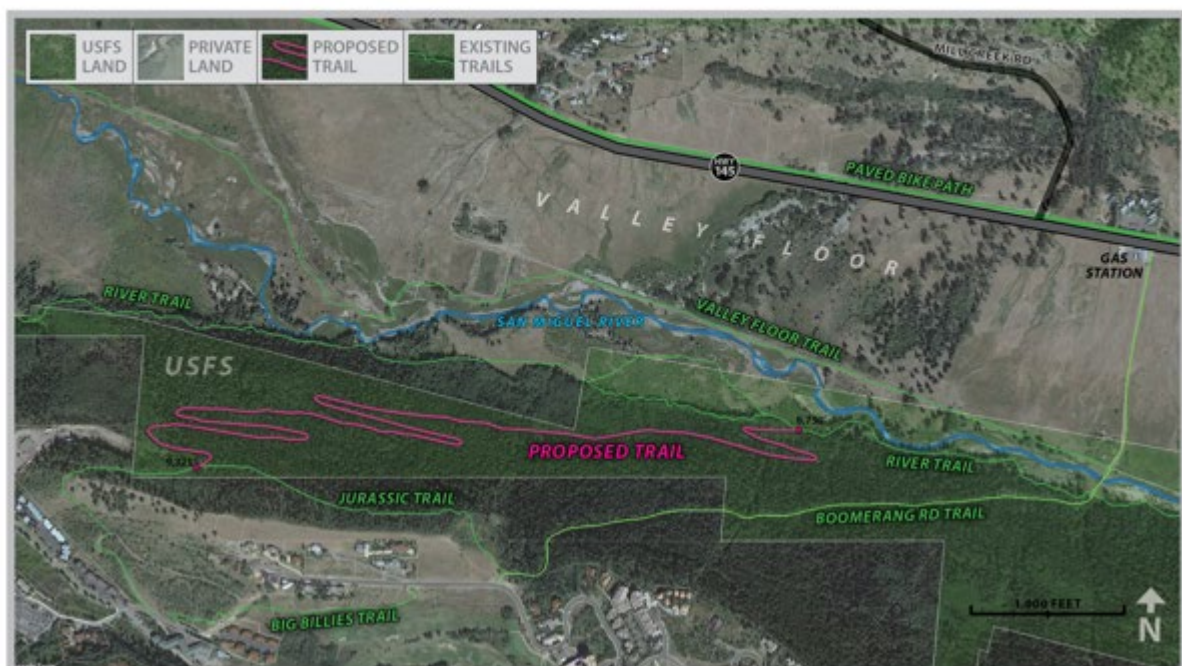 USFS
LAND
PRIVATE
LAND
PROPOSED
TRAIL
EXISTING
TRAILS
MILL CREEK RD
HWY
145
PAVED BIKE PATH
VALLEY FLOOR
GAS
STATION
RIVER TRAIL
SAN MIGUEL RIVER
VALLEY FLOOR TRAIL
USFS
PROPOSED TRAIL
RIVER TRAIL
JURASSIC TRAIL
BOOMERANG RD TRAIL
1,000 FEET
BIG BILLIES TRAIL
N